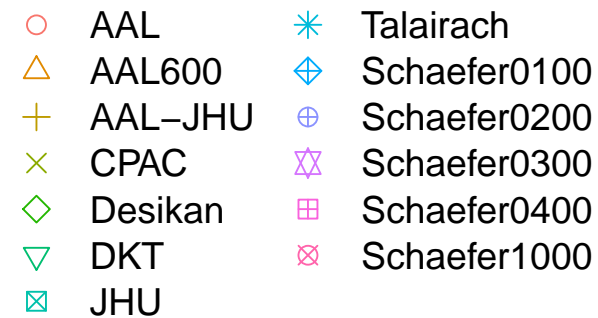 AAL
AAL600
AAL−JHU
CPAC
Desikan
DKT
JHU
Talairach
Schaefer0100
Schaefer0200
Schaefer0300
Schaefer0400
Schaefer1000